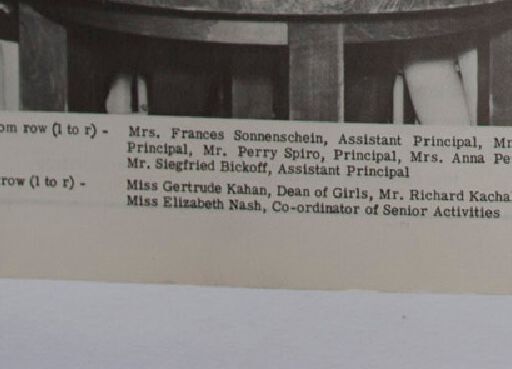 om row (l to r) - Mrs. Frances Sonnenschein, Assistant Principal, Mr
Principal, Mr. Perry Spiro, Principal, Mrs. Anna Pe
Mr. Siegfried Bickoff, Assistant Principal
row (l to r) - Miss Gertrude Kahan, Dean of Girls, Mr. Richard Kacha
Miss Elizabeth Nash, Co-ordinator of Senior Activities